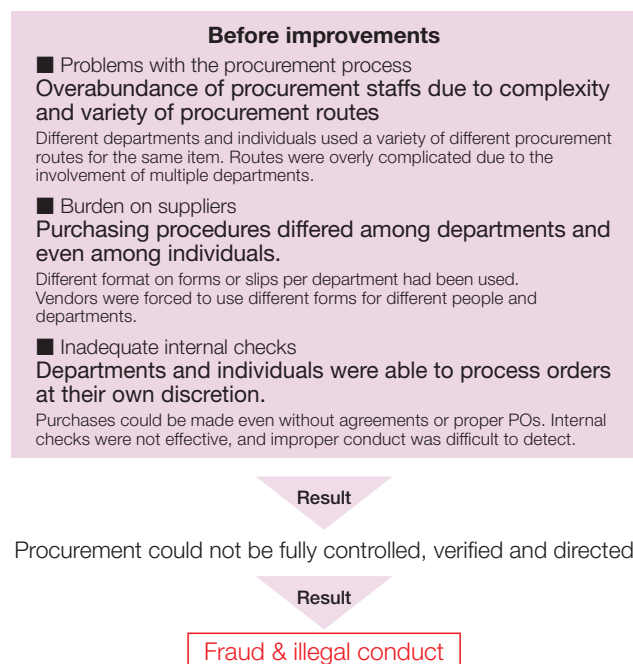 Before improvements
■ Problems with the procurement process
Overabundance of procurement staffs due to complexity
and variety of procurement routes
Different departments and individuals used a variety of different procurement
routes for the same item. Routes were overly complicated due to the
involvement of multiple departments.
■ Burden on suppliers
Purchasing procedures differed among departments and
even among individuals.
Different format on forms or slips per department had been used.
Vendors were forced to use different forms for different people and
departments.
■ Inadequate internal checks
Departments and individuals were able to process orders
at their own discretion.
Purchases could be made even without agreements or proper POs. Internal
checks were not effective, and improper conduct was difficult to detect.
Result
Procurement could not be fully controlled, verified and directed
Result
Fraud & illegal conduct